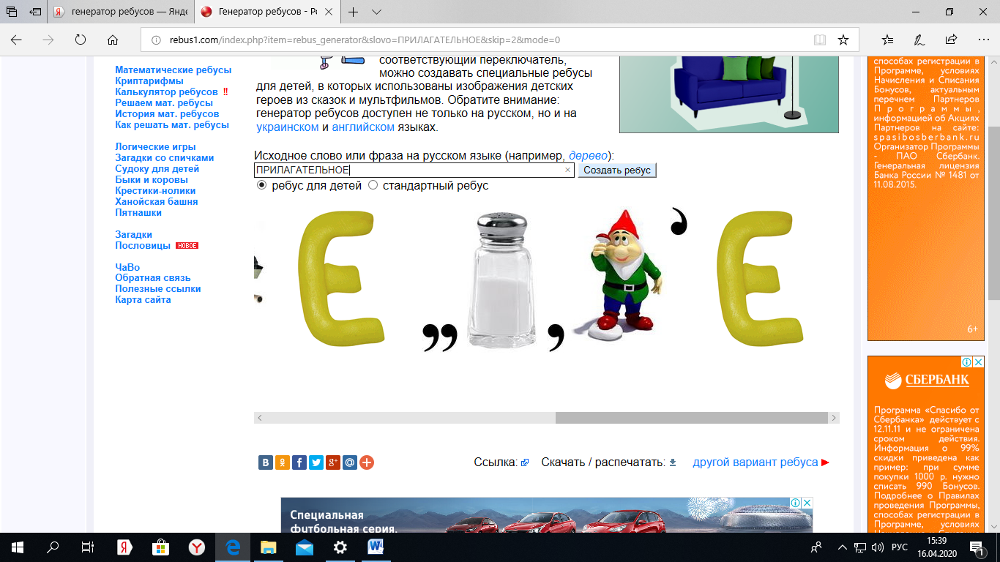 генератор ребусов — Янде
Генератор ребусов - Ре
rebus1.com/index.php?item=rebus_generator&slovo=ПРИЛАГАТЕЛЬНОЕ&skip=2&mode=0
Математические ребусы
Криптарифмы
Калькулятор ребусов !!
Решаем мат. ребусы
История мат. ребусов
Как решать мат. ребусы
Логические игры
Загадки со спичками
Судоку для детей
Быки и коровы
Крестики-нолики
Ханойская башня
Пятнашки
Загадки
Пословицы НОВОЕ
ЧаВо
Обратная связь
Полезные ссылки
Карта сайта
соответствующий переключатель,
можно создавать специальные ребусы
для детей, в которых использованы изображения детских
героев из сказок и мультфильмов. Обратите внимание:
генератор ребусов доступен не только на русском, но и на
украинском и английском языках.
Исходное слово или фраза на русском языке (например, дерево):
ПРИЛАГАТЕЛЬНОЕ × Создать ребус
ребус для детей стандартный ребус
Е ,, , , Е
Ссылка: Скачать / распечатать: другой вариант ребуса
Специальная
футбольная серия.
способах регистрации в
Программе, условиях
Начисления и Списания
Бонусов, актуальным
перечнем Партнеров
Программы,
информацией об Акциях
Партнеров на сайте:
spasibosberbank.ru
Организатор Программы
- ПАО Сбербанк.
Генеральная лицензия
Банка России № 1481 от
11.08.2015.
6+
СБЕРБАНК
Программа «Спасибо от
Сбербанка» действует с
12.11.11 и не ограничена
сроком действия.
Информация о 99%
скидки приведена как
пример: при сумме
покупки 1000 р. нужно
списать 990 Бонусов.
Подробнее о Правилах
проведения Программы,
способах регистрации в
Программе, условиях
РУС
15:39
16.04.2020
1